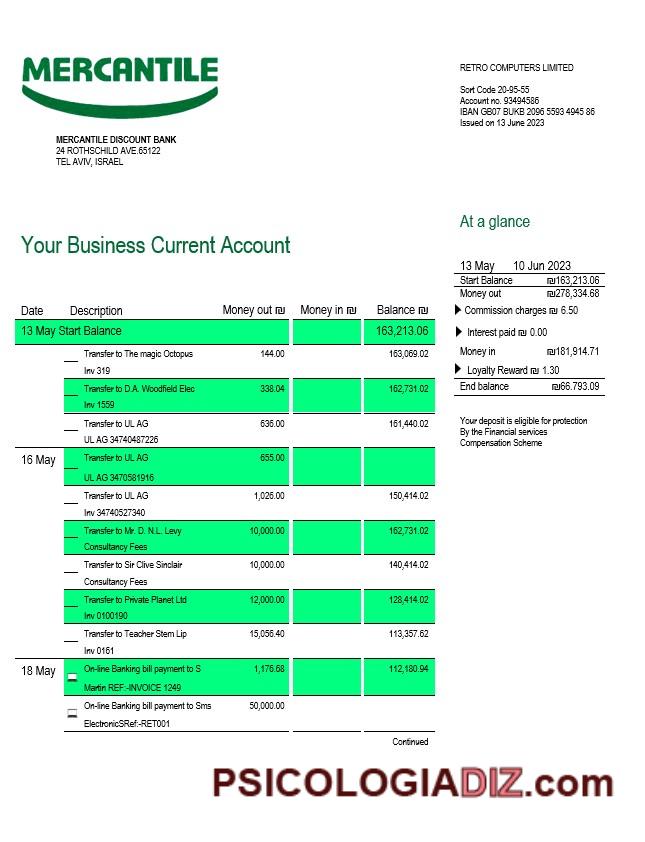 MERCANTILE
MERCANTILE DISCOUNT BANK
24 ROTHSCHILD AVE.65122
TEL AVIV, ISRAEL
RETRO COMPUTERS LIMITED
Sort Code 20-95-55
Account no. 93494586
IBAN GB07 BUKB 2096 5593 4945 86
Issued on 13 June 2023
Your Business Current Account
At a glance
13 May 10 Jun 2023
Start Balance ₪163,213.06
Money out ₪278,334.68
Commission charges ₪ 6.50
Interest paid ₪ 0.00
Money in ₪181,914.71
Loyalty Reward ₪ 1.30
End balance ₪66.793.09
Your deposit is eligible for protection
By the Financial services
Compensation Scheme
Date Description Money out ₪ Money in ₪ Balance ₪
13 May Start Balance 163,213.06
Transfer to The magic Octopus 144.00 163,069.02
Inv 319
Transfer to D.A. Woodfield Elec 338.04 162,731.02
Inv 1559
Transfer to UL AG 636.00 161,440.02
UL AG 34740487226
16 May Transfer to UL AG 655.00
UL AG 3470581916
Transfer to UL AG 1,026.00 150,414.02
Inv 34740527340
Transfer to Mr. D. N.L. Levy 10,000.00 162,731.02
Consultancy Fees
Transfer to Sir Clive Sinclair 10,000.00 140,414.02
Consultancy Fees
Transfer to Private Planet Ltd 12,000.00 128,414.02
Inv 0100190
Transfer to Teacher Stem Lip 15,056.40 113,357.62
Inv 0161
18 May On-line Banking bill payment to S 1,176.68 112,180.94
Martin REF:-INVOICE 1249
On-line Banking bill payment to Sms 50,000.00
ElectronicSRef:-RET001
Continued
PSICOLOGIADIZ.com